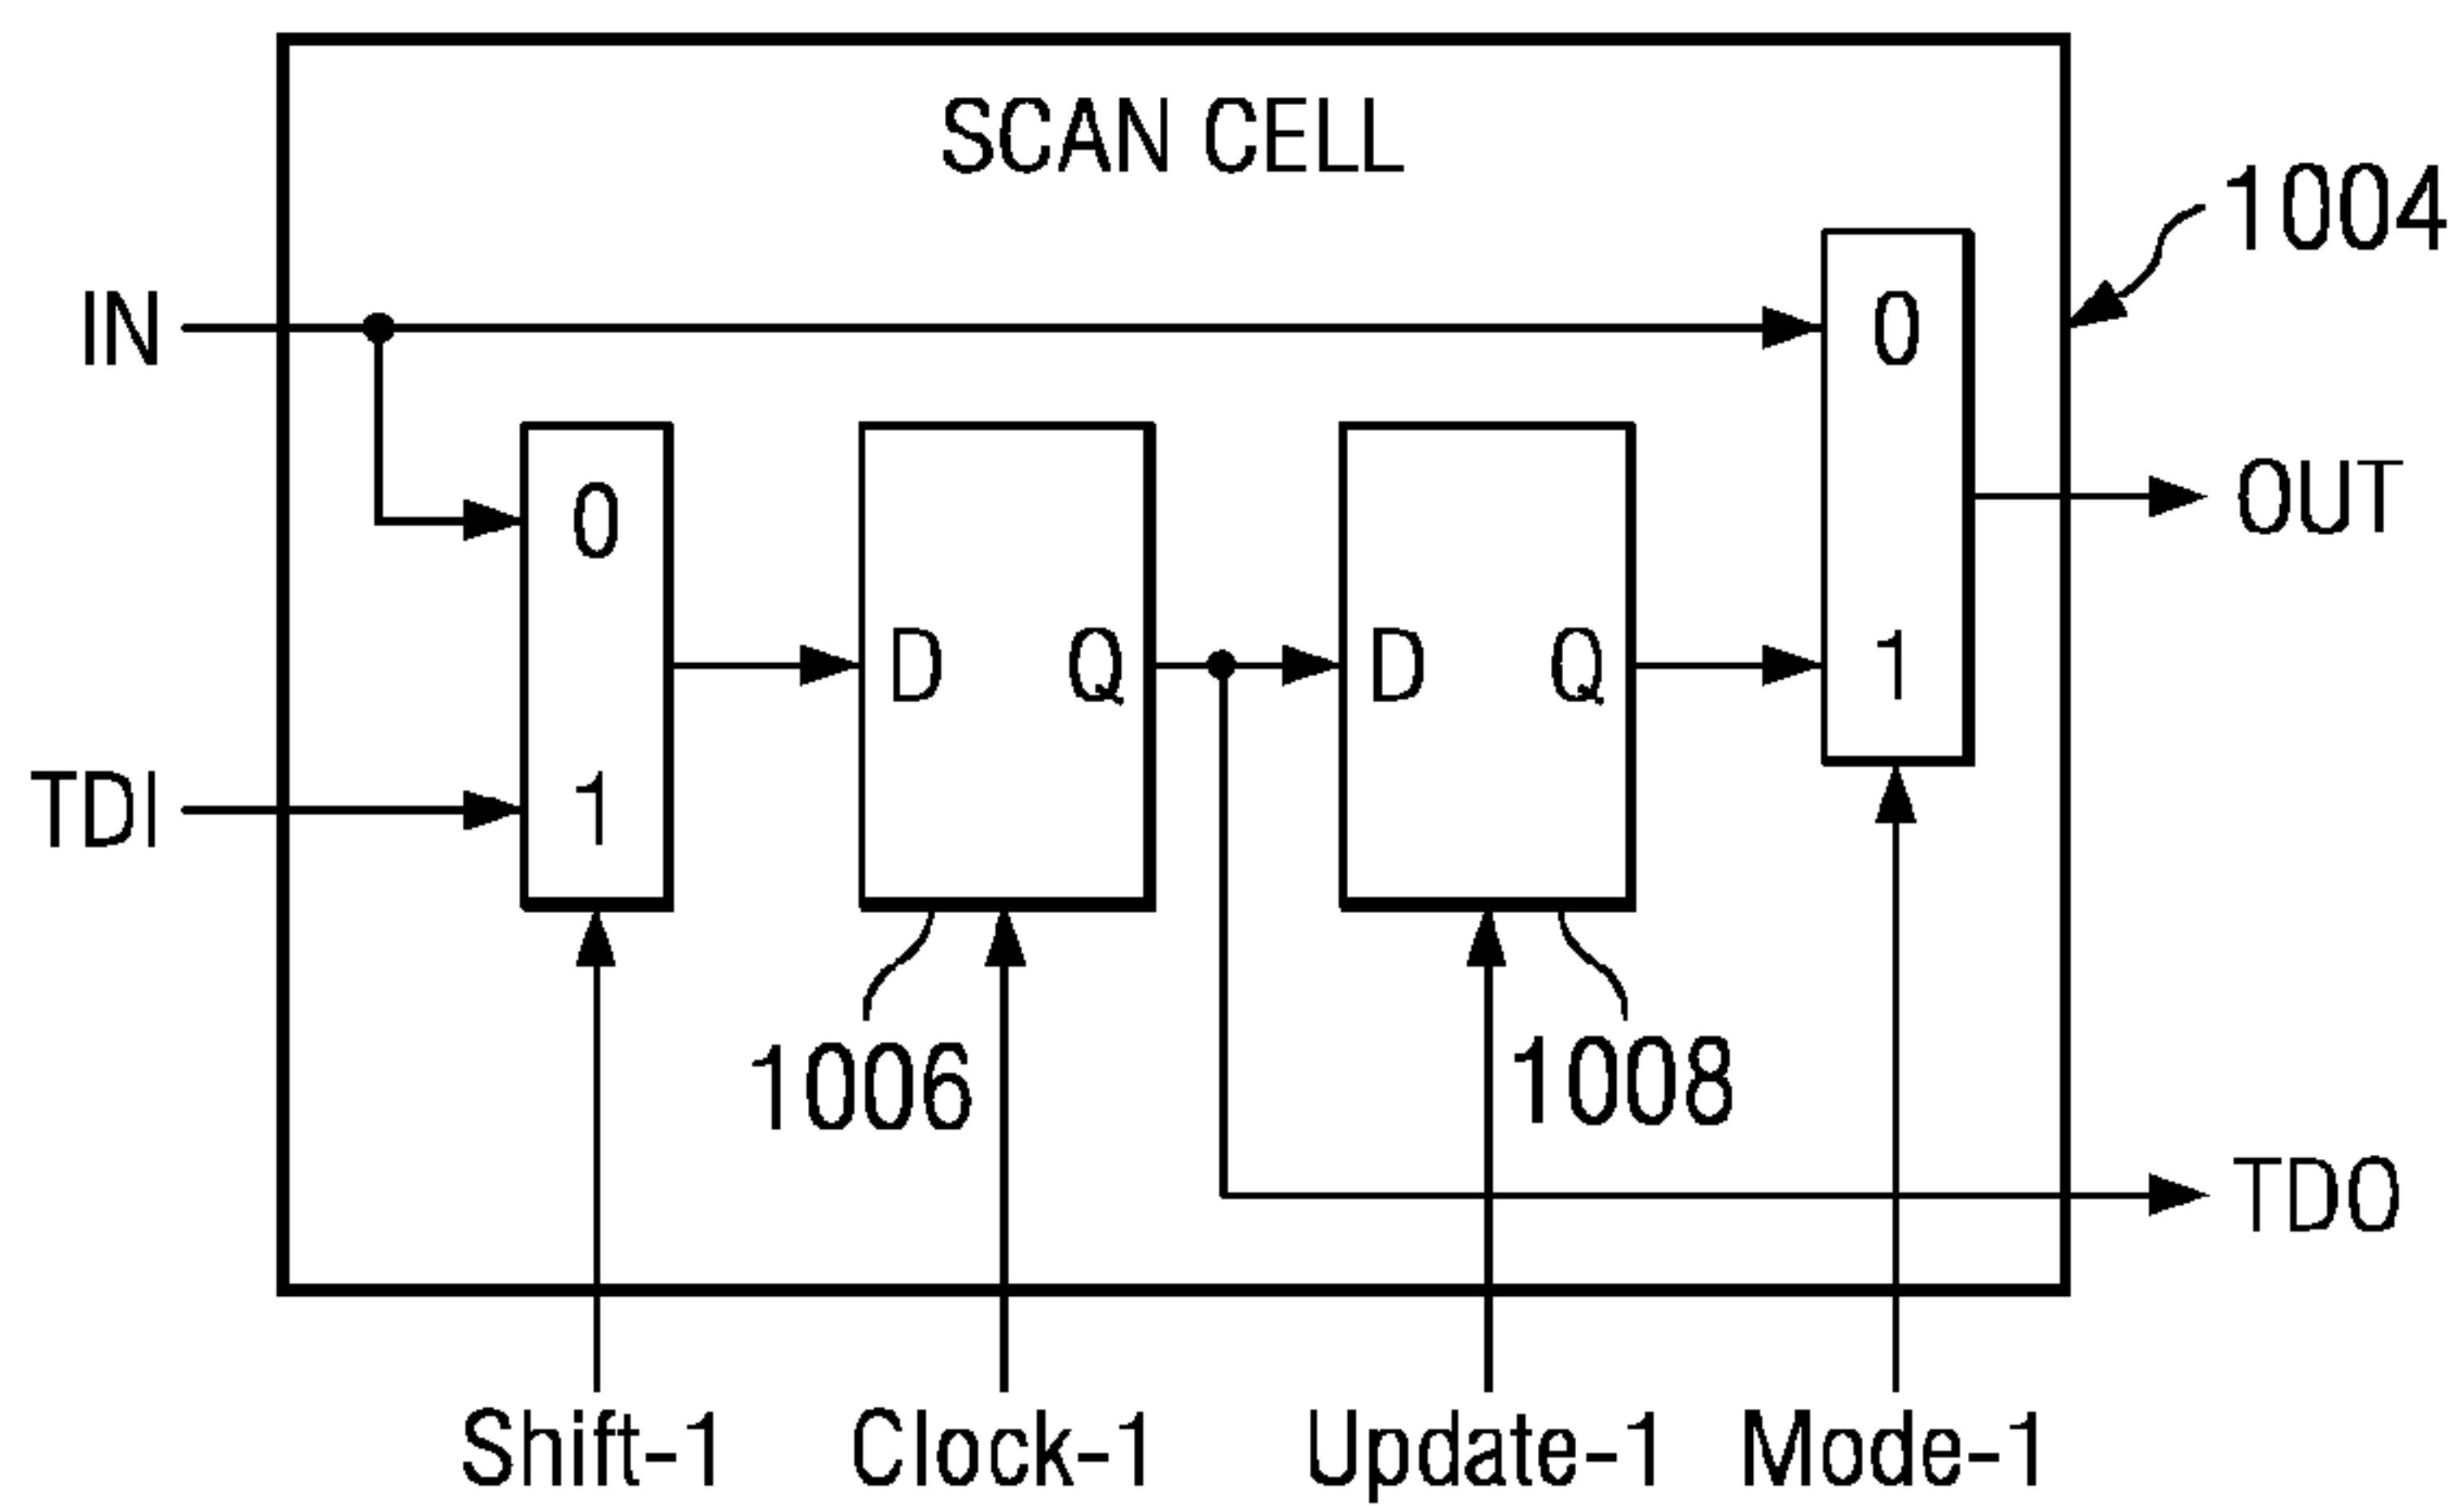 SCAN CELL
1004
IN
0
0
OUT
D Q
D Q
1
TDI
1
1006
1008
TDO
Shift-1
Clock-1
Update-1
Mode-1